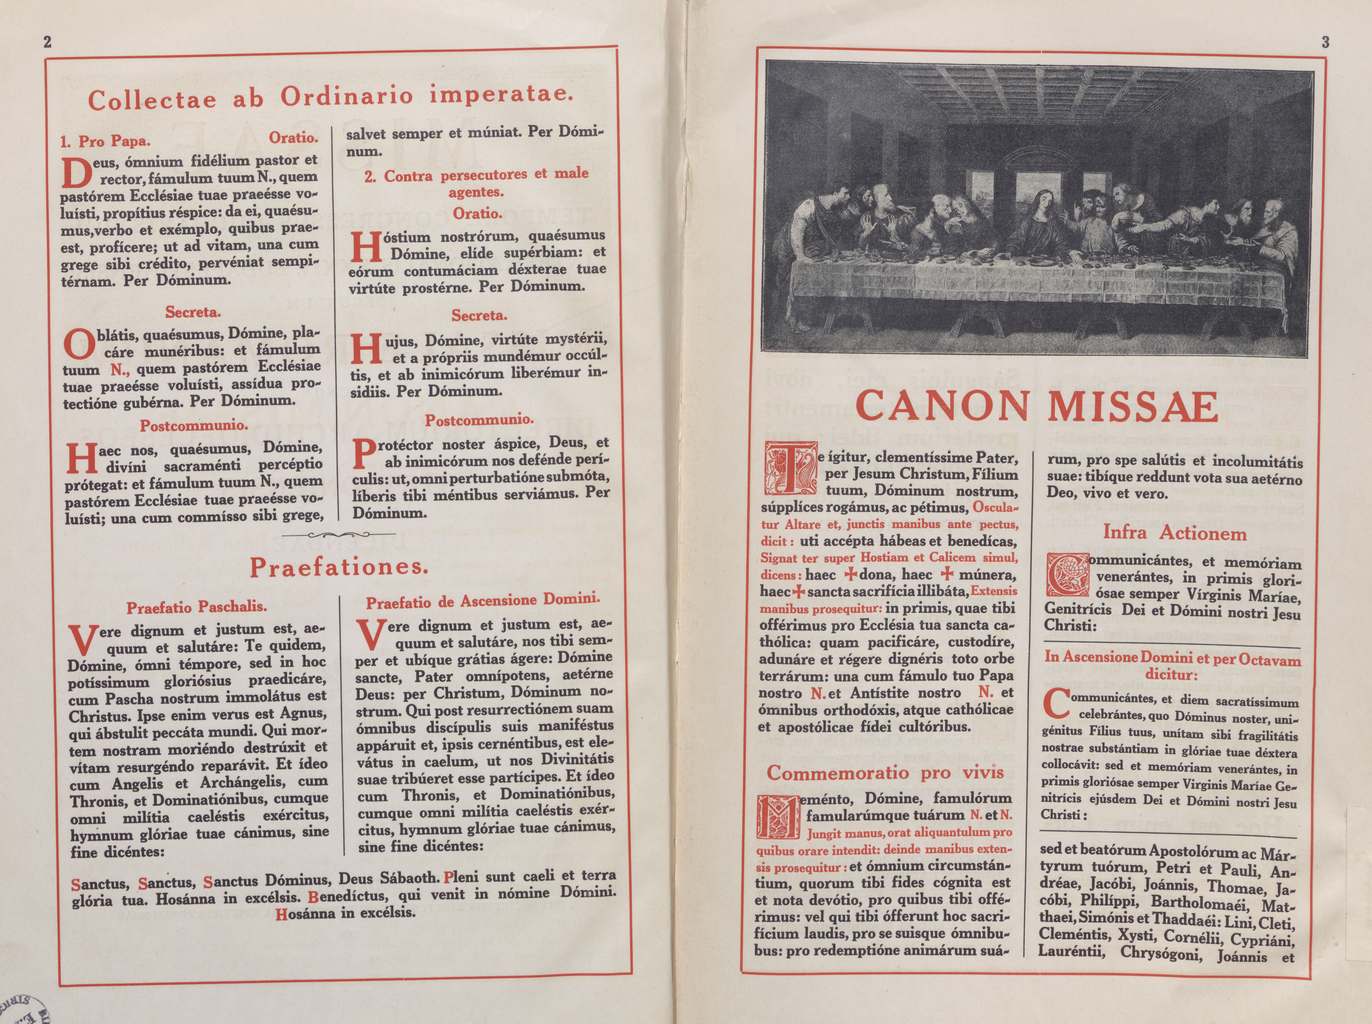 2
Collectae ab Ordinario imperatae.
1. Pro Papa. Oratio.
Deus, ómnium fidélium pastor et
rector, fámulum tuum N., quem
pastórem Ecclésiae tuae praeésse vo-
luísti, propítius réspice: da ei, quaésu-
mus, verbo et exémplo, quibus prae-
est, profícere; ut ad vitam, una cum
grege sibi crédito, pervéniat sempi-
térnam. Per Dóminum.
Secreta.
Oblátis, quaésumus, Dómine, pla-
cáre munéribus: et fámulum
tuum N., quem pastórem Ecclésiae
tuae praeésse voluísti, assídua pro-
tectióne gubérna. Per Dóminum.
Postcommunio.
Haec nos, quaésumus, Dómine,
divíni sacraménti percéptio
prótegat: et fámulum tuum N., quem
pastórem Ecclésiae tuae praeésse vo-
luísti; una cum commísso sibi grege,
salvet semper et múniat. Per Dómi-
num.
2. Contra persecutores et male
agentes.
Oratio.
Hóstium nostrórum, quaésumus
Dómine, elíde supérbiam: et
eórum contumáciam déxterae tuae
virtúte prostérne. Per Dóminum.
Secreta.
Hujus, Dómine, virtúte mystérii,
et a própriis mundémur occúl-
tis, et ab inimicórum liberémur in-
sidiis. Per Dóminum.
Postcommunio.
Protéctor noster áspice, Deus, et
ab inimicórum nos defénde perí-
culis: ut, omni perturbatióne submóta,
líberis tibi méntibus serviámus. Per
Dóminum.
Praefationes.
Praefatio Paschalis.
Vere dignum et justum est, ae-
quum et salutáre: Te quidem,
Dómine, ómni témpore, sed in hoc
potíssimum gloriósius praedicáre,
cum Pascha nostrum immolátus est
Christus. Ipse enim verus est Agnus,
qui ábstulit peccáta mundi. Qui mor-
tem nostram moriéndo destrúxit et
vítam resurgéndo reparávit. Et ídeo
cum Angelis et Archángelis, cum
Thronis, et Dominatiónibus, cumque
omni milítia caeléstis exércitus,
hymnum glóriae tuae cánimus, sine
fine dicéntes:
Praefatio de Ascensione Domini.
Vere dignum et justum est, ae-
quum et salutáre, nos tibi sem-
per et ubíque grátias ágere: Dómine
sancte, Pater omnípotens, aetérne
Deus: per Christum, Dóminum no-
strum. Qui post resurrectiónem suam
ómnibus discípulis suis maniféstus
appáruit et, ipsis cernéntibus, est ele-
vátus in caelum, ut nos Divinitátis
suae tribúeret esse partícipes. Et ídeo
cum Thronis, et Dominatiónibus,
cumque omni milítia caeléstis exér-
citus, hymnum glóriae tuae cánimus,
sine fine dicéntes:
Sanctus, Sanctus, Sanctus Dóminus, Deus Sábaoth. Pleni sunt caeli et terra
glória tua. Hosánna in excélsis. Benedíctus, qui venit in nómine Dómini.
Hosánna in excélsis.
3
CANON MISSAE
Te ígitur, clementíssime Pater,
per Jesum Christum, Fílium
tuum, Dóminum nostrum,
súpplíces rogámus, ac pétimus, Oscula-
tur Altare et, junctis manibus ante pectus,
dicit: uti accépta hábeas et benedícas,
Signat ter super Hostiam et Calicem simul,
dicens: haec ✠ dona, haec ✠ múnera,
haec ✠ sancta sacrifícia illibáta, Extensis
manibus prosequitur: in primis, quae tibi
offérimus pro Ecclésia tua sancta ca-
thólica: quam pacificáre, custodíre,
adunáre et régere dignéris toto orbe
terrárum: una cum fámulo tuo Papa
nostro N. et Antístite nostro N. et
ómnibus orthodóxis, atque cathólicae
et apostólicae fídei cultóribus.
Commemoratio pro vivis
Meménto, Dómine, famulórum
famularúmque tuárum N. et N.
Jungit manus, orat aliquantulum pro
quibus orare intendit: deinde manibus exten-
sis prosequitur: et ómnium circumstán-
tium, quorum tibi fides cógnita est
et nota devótio, pro quibus tibi offé-
rimus: vel qui tibi ófferunt hoc sacri-
fícium laudis, pro se suisque ómnibu-
bus: pro redemptióne animárum suá-
rum, pro spe salútis et incolumitátis
suae: tibíque reddunt vota sua aetérno
Deo, vivo et vero.
Infra Actionem
Communicántes, et memóriam
venerántes, in primis glori-
ósae semper Vírginis Maríae,
Genitrícis Dei et Dómini nostri Jesu
Christi:
In Ascensione Domini et per Octavam
dicitur:
Communicántes, et diem sacratíssimum
celebrántes, quo Dóminus noster, uni-
génitus Fílius tuus, unítam sibi fragilitátis
nostrae substántiam in glóriae tuae déxtera
collocávit: sed et memóriam venerántes, in
primis gloriósae semper Virginis Maríae Ge-
nitrícis ejúsdem Dei et Dómini nostri Jesu
Christi:
sed et beatórum Apostolórum ac Már-
tyrum tuórum, Petri et Pauli, An-
dréae, Jacóbi, Joánnis, Thomae, Ja-
cóbi, Philíppi, Bartholomaéi, Mat-
thaei, Simónis et Thaddaéi: Lini, Cleti,
Cleméntis, Xysti, Cornélii, Cypriáni,
Lauréntii, Chrysógoni, Joánnis et